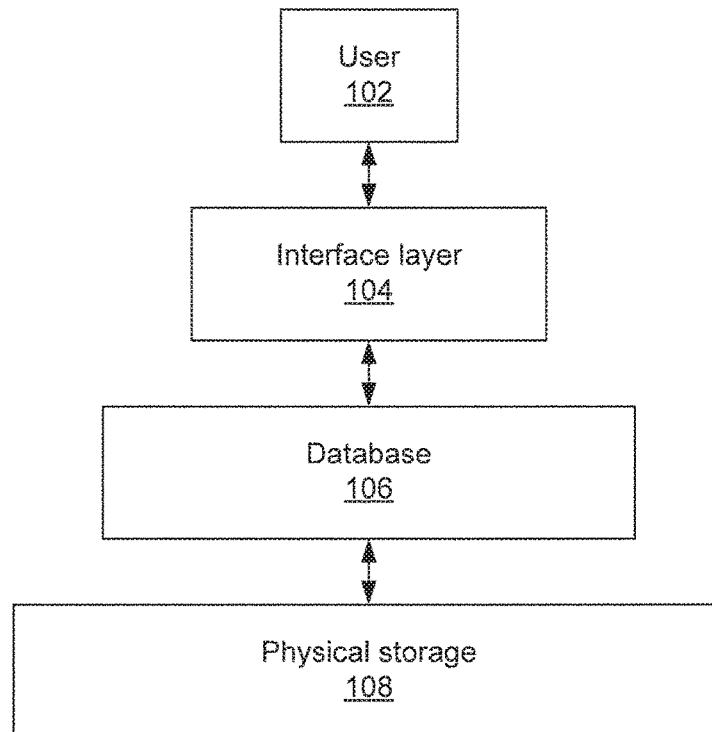 User
102
Interface layer
104
Database
106
Physical storage
108